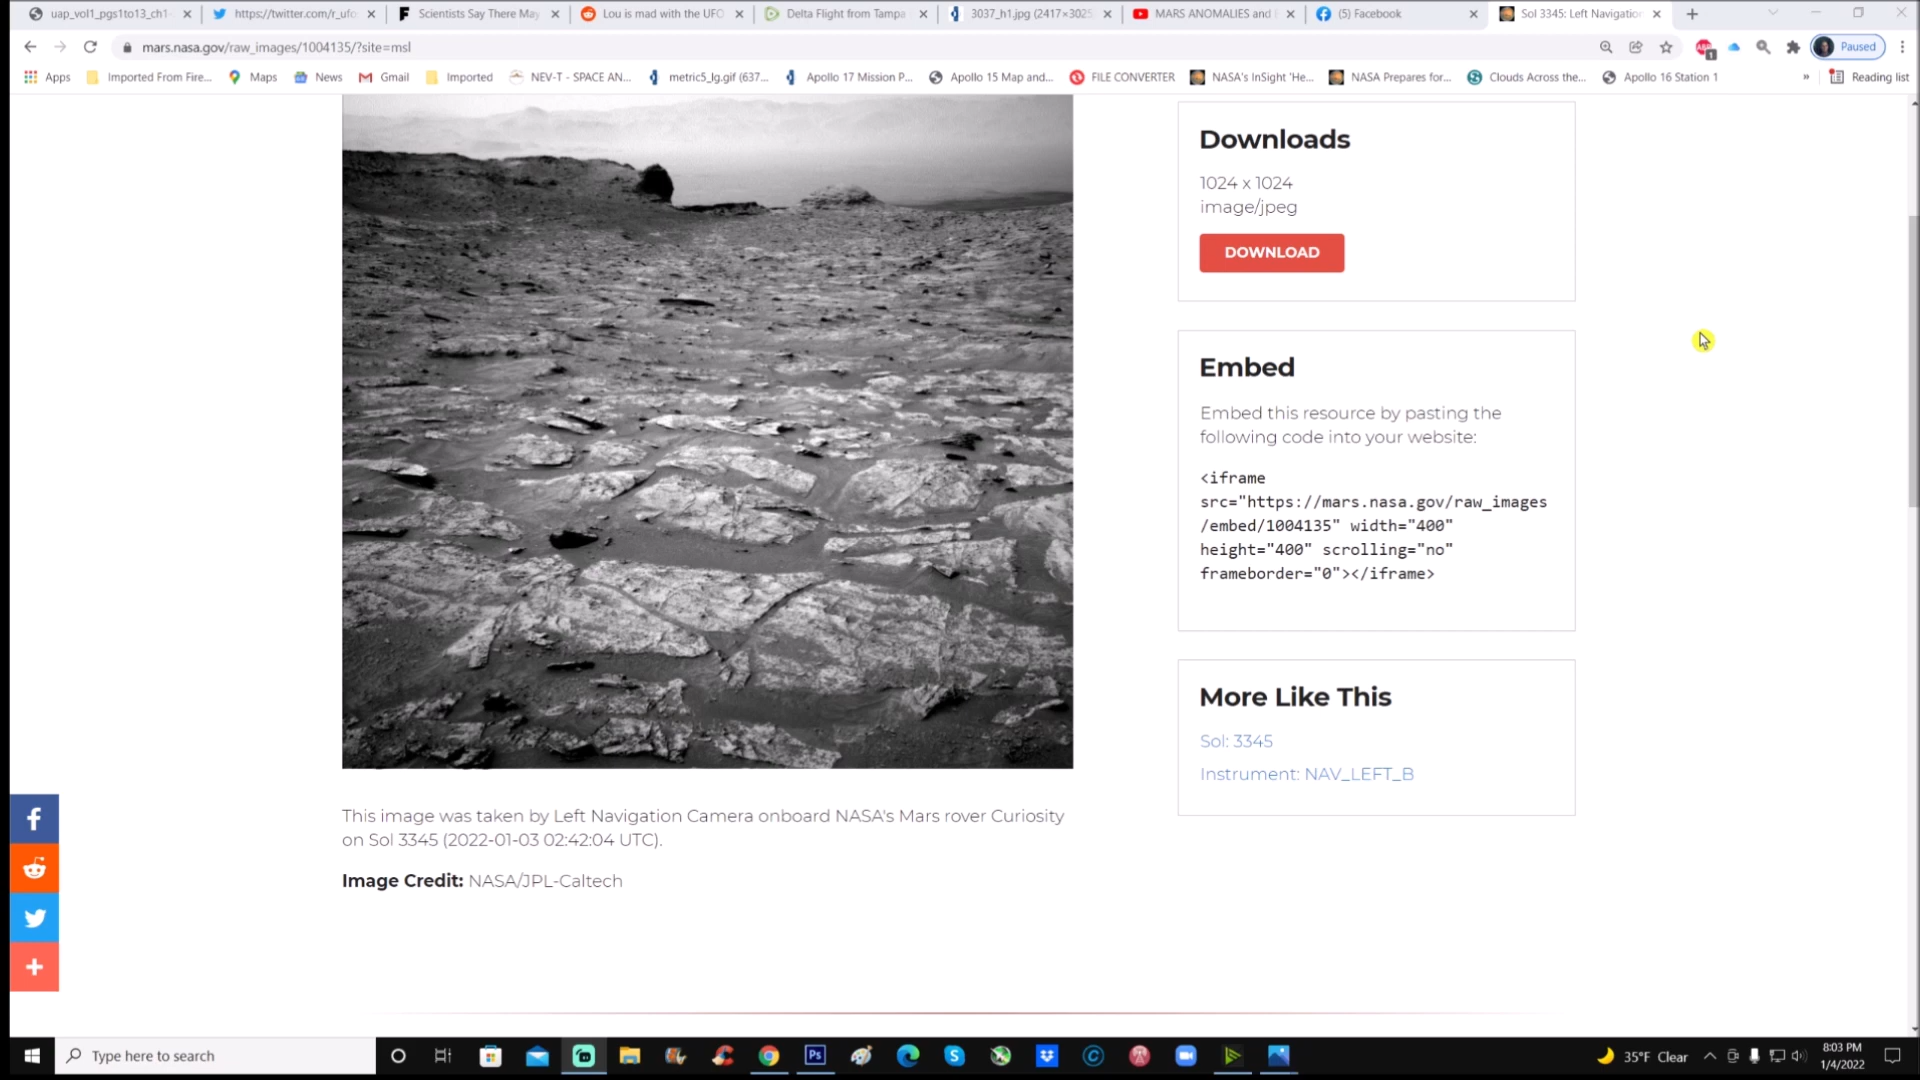 uap_vol1_pgs1to13_ch1-
https://twitter.com/r_ufo
Scientists Say There May
Lou is mad with the UFO
Delta Flight from Tampa
3037_h1.jpg (2417×3025
MARS ANOMALIES and
(5) Facebook
Sol 3345: Left Navigation
mars.nasa.gov/raw_images/1004135/?site=msl
Paused
Apps
Imported From Fire...
Maps
News
Gmail
Imported
NEV-T - SPACE AN...
metric5_lg.gif (637...
Apollo 17 Mission P...
Apollo 15 Map and...
FILE CONVERTER
NASA's InSight 'He...
NASA Prepares for...
Clouds Across the...
Apollo 16 Station 1
»
Reading list
Downloads
1024 x 1024
image/jpeg
DOWNLOAD
Embed
Embed this resource by pasting the
following code into your website:
<iframe
src="https://mars.nasa.gov/raw_images
/embed/1004135" width="400"
height="400" scrolling="no"
frameborder="0"></iframe>
More Like This
Sol: 3345
Instrument: NAV_LEFT_B
This image was taken by Left Navigation Camera onboard NASA's Mars rover Curiosity
on Sol 3345 (2022-01-03 02:42:04 UTC).
Image Credit: NASA/JPL-Caltech
Type here to search
Ps
35°F Clear
8:03 PM
1/4/2022